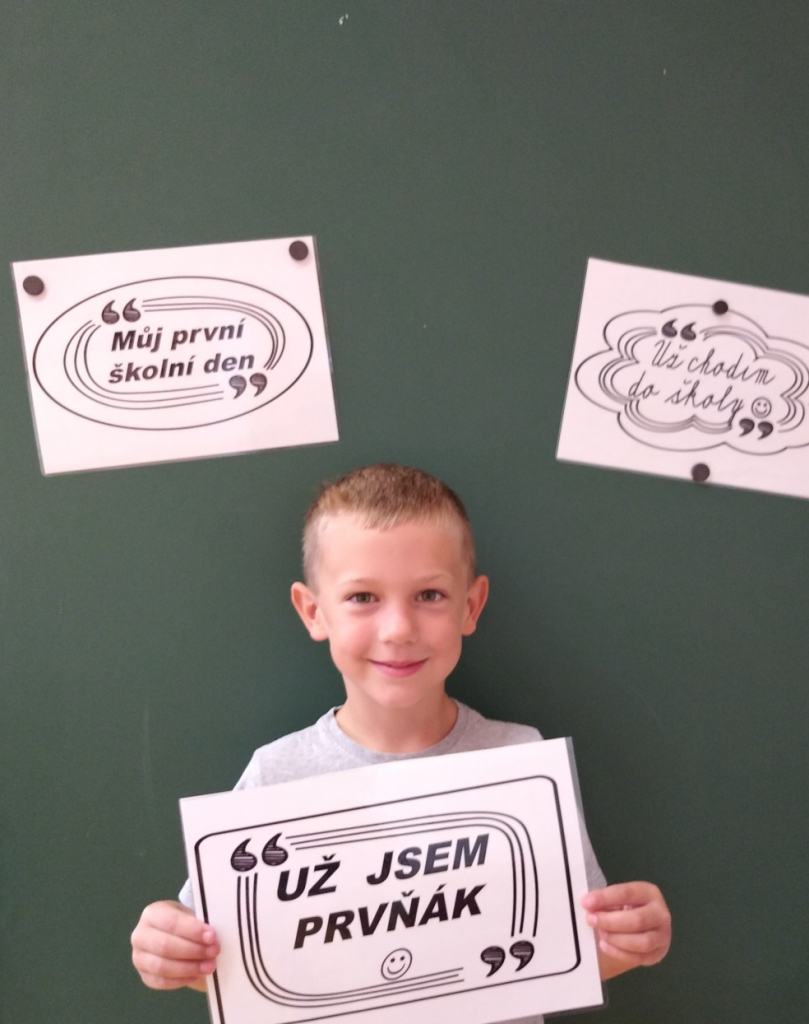 Můj první
školní den
Už chodím
do školy
UŽ JSEM
PRVŇÁK